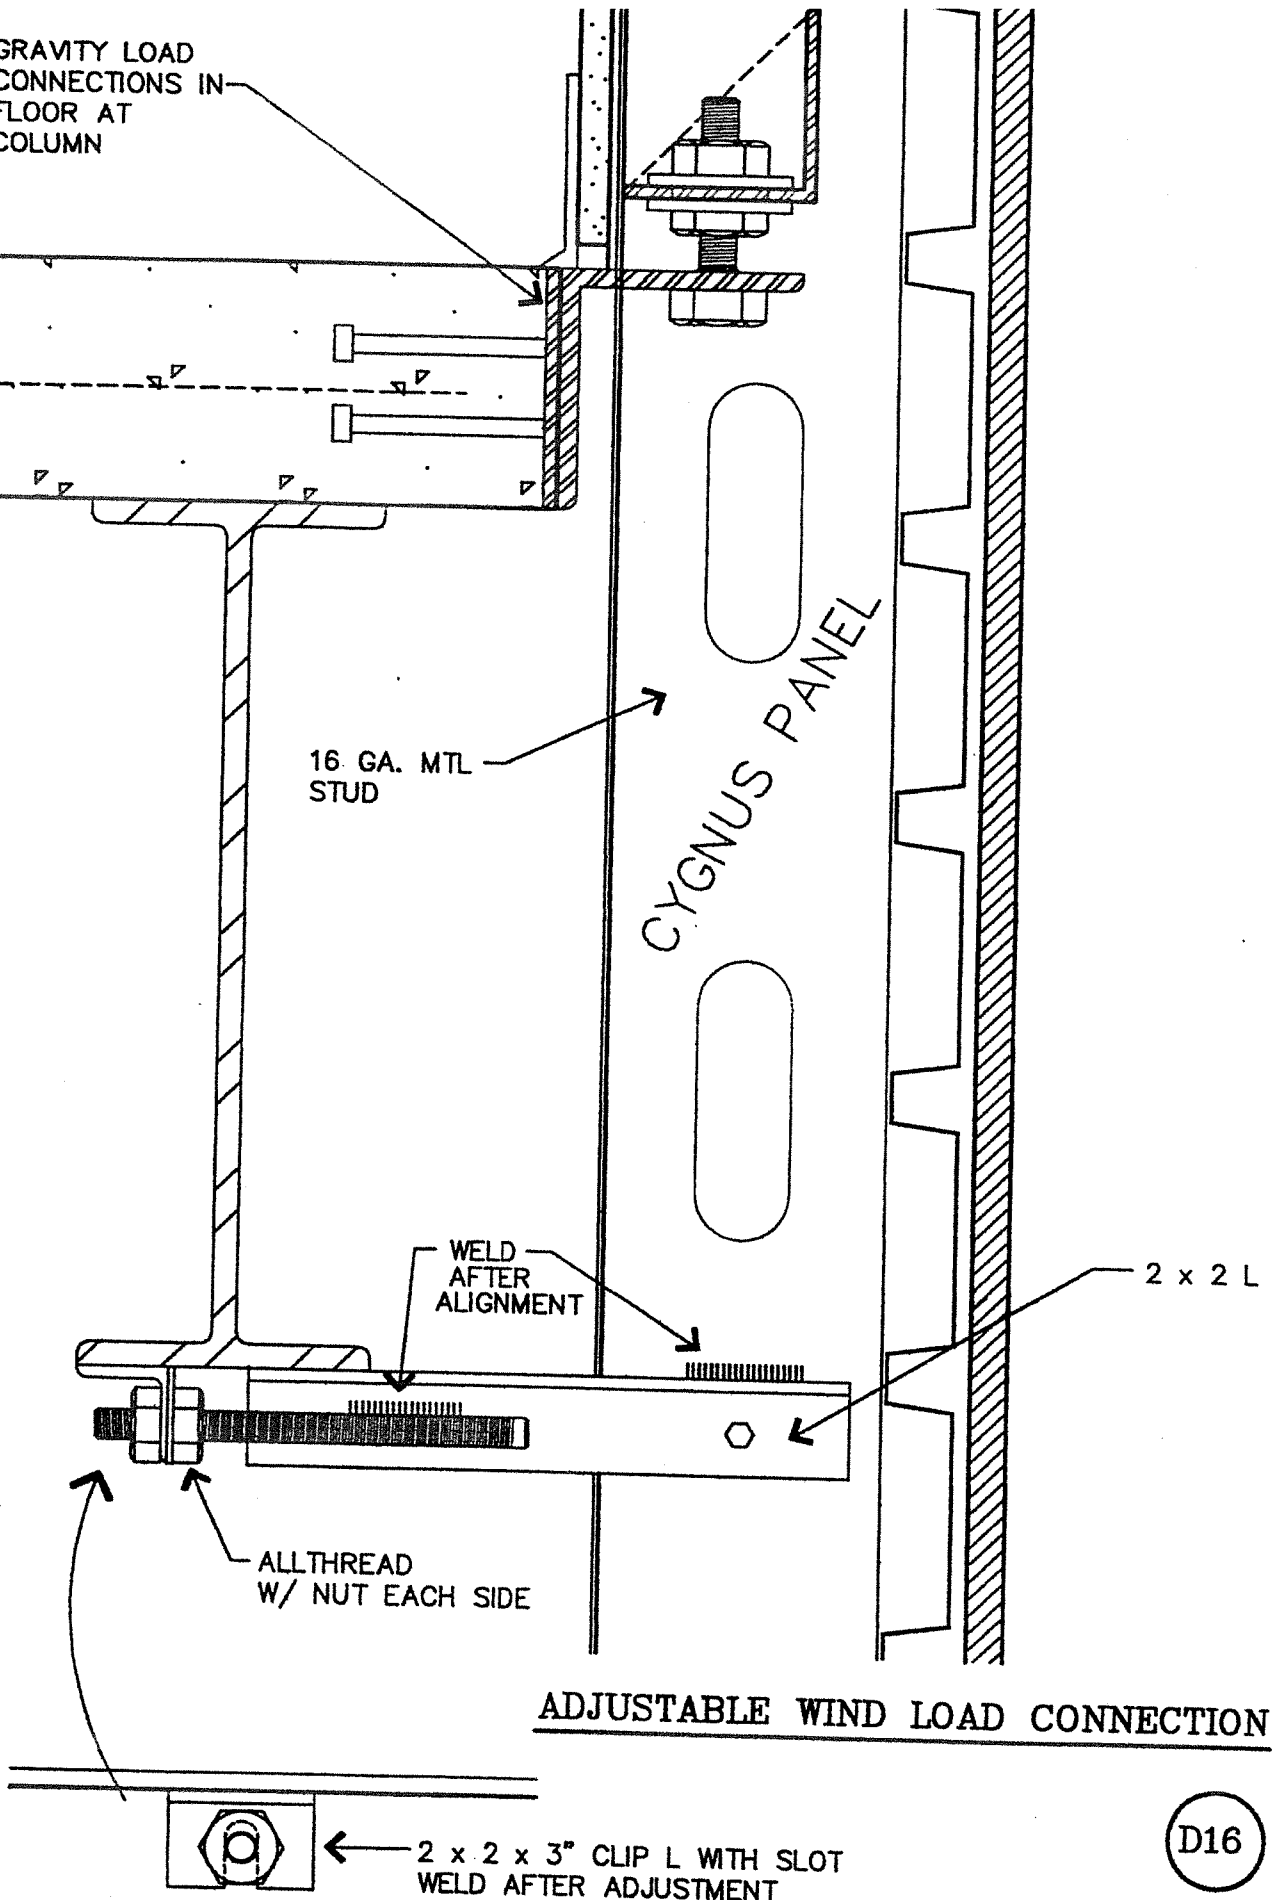 GRAVITY LOAD
CONNECTIONS IN
FLOOR AT
COLUMN
16 GA. MTL
STUD
CYGNUS PANEL
WELD
AFTER
ALIGNMENT
2 x 2 L
ALLTHREAD
W/ NUT EACH SIDE
ADJUSTABLE WIND LOAD CONNECTION
2 x 2 x 3" CLIP L WITH SLOT
WELD AFTER ADJUSTMENT
D16